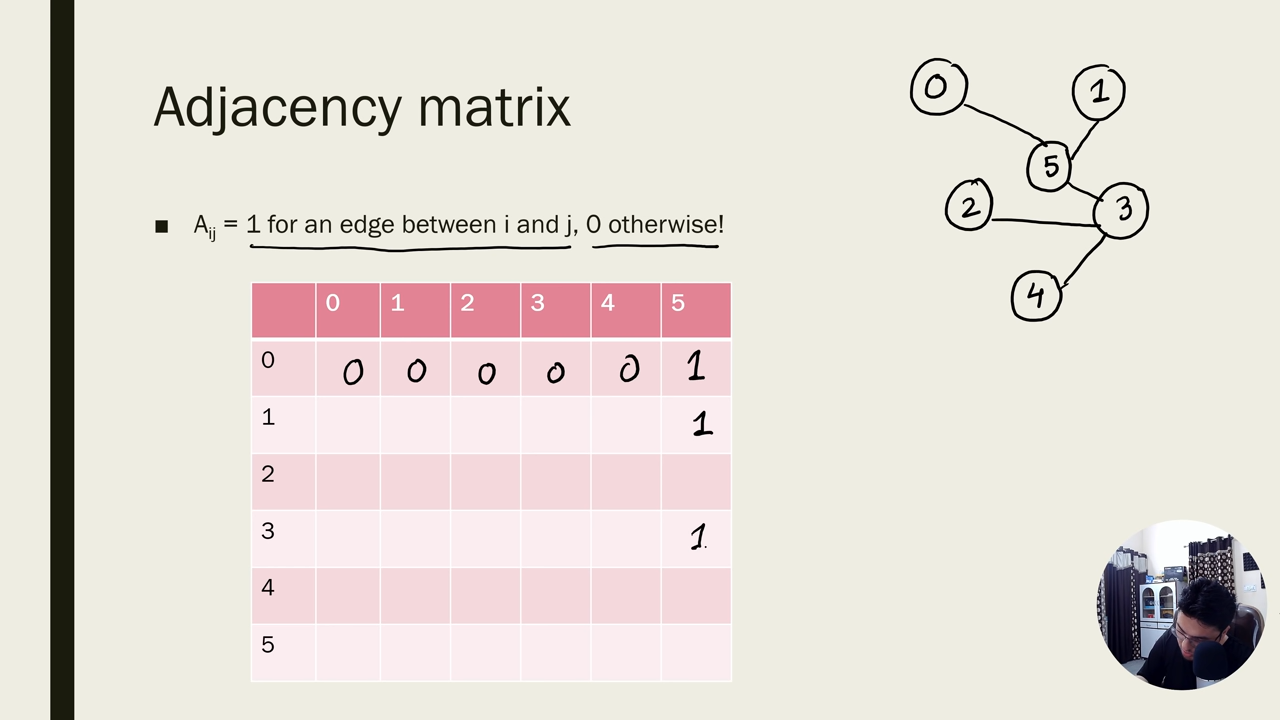 Adjacency matrix
0 1
5
2 3
4
■ Aij = 1 for an edge between i and j, 0 otherwise!
0 1 2 3 4 5
0 0 0 0 0 0 1
1 1
2
3 1
4
5